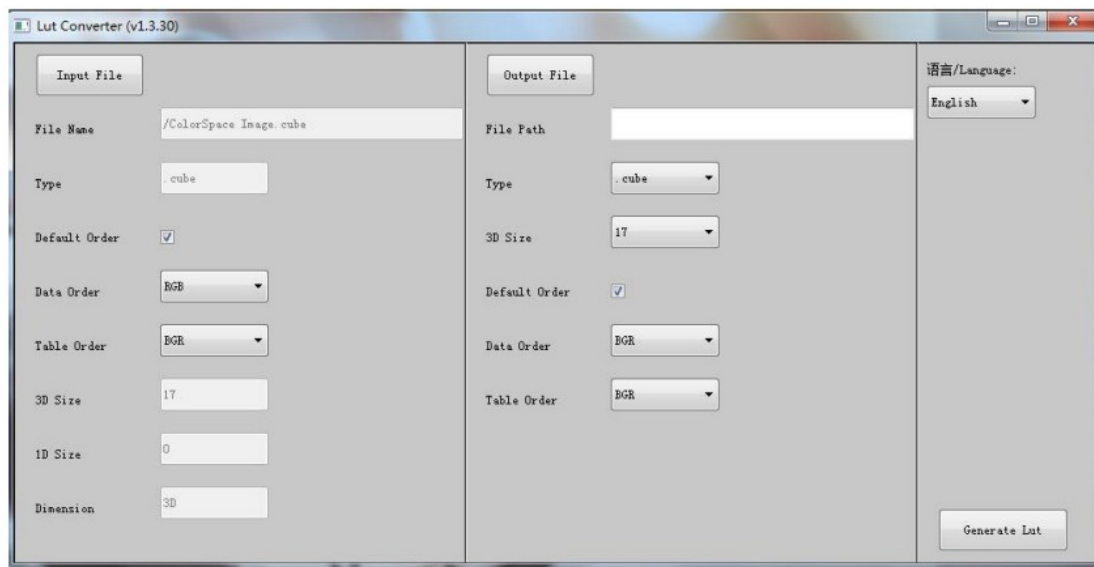 Lut Converter (v1.3.30)
Input File
File Name /ColorSpace Image.cube
Type .cube
Default Order
Data Order RGB
Table Order BGR
3D Size 17
1D Size 0
Dimension 3D
Output File
File Path
Type .cube
3D Size 17
Default Order
Data Order BGR
Table Order BGR
语言/Language:
English
Generate Lut